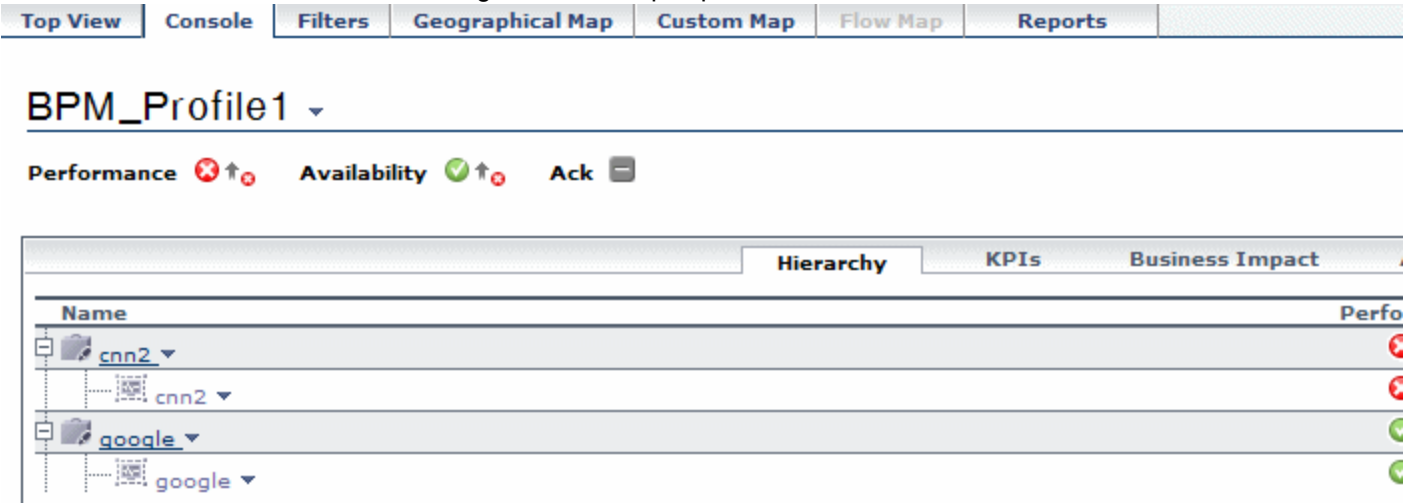 Top View Console Filters Geographical Map Custom Map Flow Map Reports
BPM_Profile1
Performance Availability Ack
Hierarchy KPIs Business Impact
Name Perfo
cnn2
cnn2
google
google